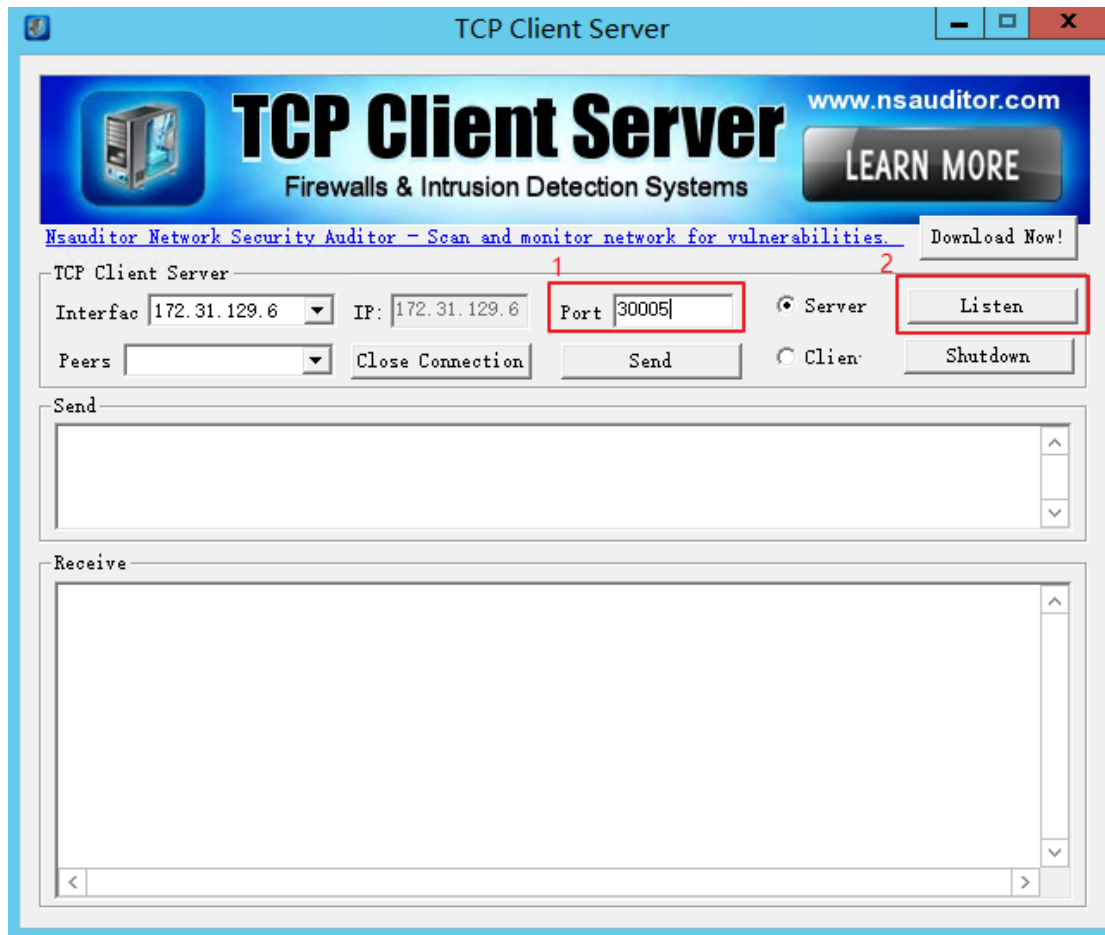 TCP Client Server
X
TCP Client Server
www.nsauditor.com
LEARN MORE
Firewalls & Intrusion Detection Systems
Nsauditor Network Security Auditor - Scan and monitor network for vulnerabilities.
Download Now!
TCP Client Server
1
2
Interfac 172.31.129.6 IP: 172.31.129.6 Port 30005 Server Listen
Peers Close Connection Send Clien Shutdown
Send
Receive